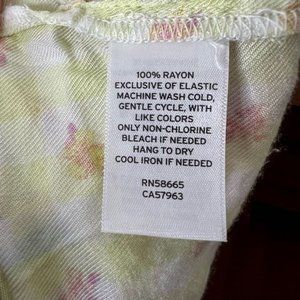 100% RAYON
EXCLUSIVE OF ELASTIC
MACHINE WASH COLD,
GENTLE CYCLE, WITH
LIKE COLORS
ONLY NON-CHLORINE
BLEACH IF NEEDED
HANG TO DRY
COOL IRON IF NEEDED
RN58665
CA57963